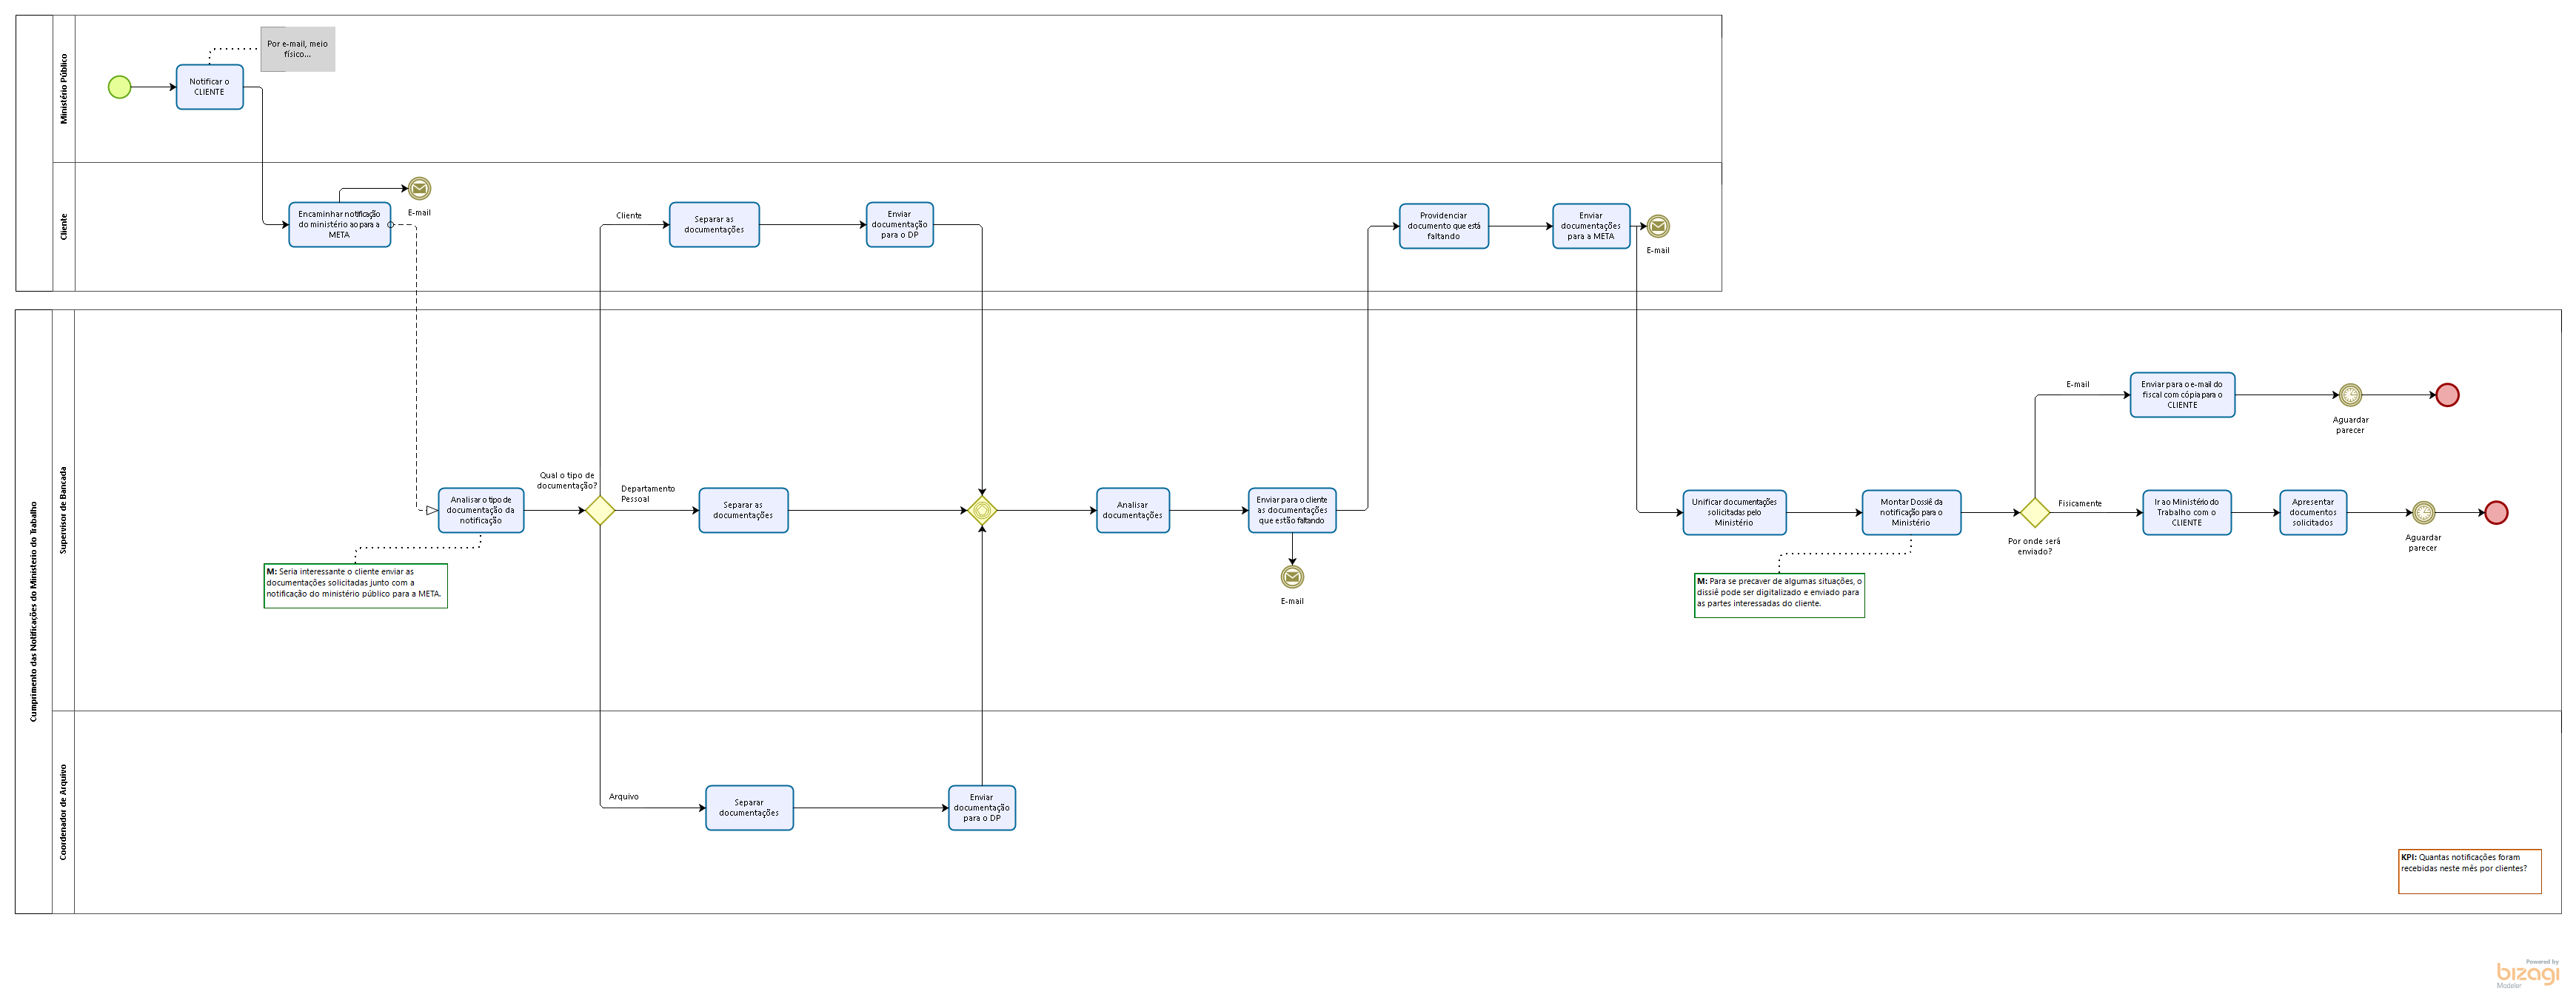 Ministério Público
Por e-mail, meio
físico...
Notificar o
CLIENTE
Cliente
Encaminhar notificação
do ministério ao para a
META
E-mail
Cliente
Separar as
documentações
Enviar
documentação
para o DP
Providenciar
documento que está
faltando
Enviar
documentações
para a META
E-mail
Cumprimento das Notificações do Ministerio do Trabalho
Supervisor de Bancada
Analisar o tipo de
documentação da
notificação
M: Seria interessante o cliente enviar as
documentações solicitadas junto com a
notificação do ministério público para a META.
Qual o tipo de
documentação?
Departamento
Pessoal
Separar as
documentações
Analisar
documentações
Enviar para o cliente
as documentações
que estão faltando
E-mail
Unificar documentações
solicitadas pelo
Ministério
Montar Dossiê da
notificação para o
Ministério
M: Para se precaver de algumas situações, o
dissiê pode ser digitalizado e enviado para
as partes interessadas do cliente.
Por onde será
enviado?
E-mail
Enviar para o e-mail do
fiscal com cópia para o
CLIENTE
Aguardar
parecer
Fisicamente
Ir ao Ministério do
Trabalho com o
CLIENTE
Apresentar
documentos
solicitados
Aguardar
parecer
Coordenador de Arquivo
Arquivo
Separar
documentações
Enviar
documentação
para o DP
KPI: Quantas notificações foram
recebidas neste mês por clientes?
Powered by
bizagi
Modeler